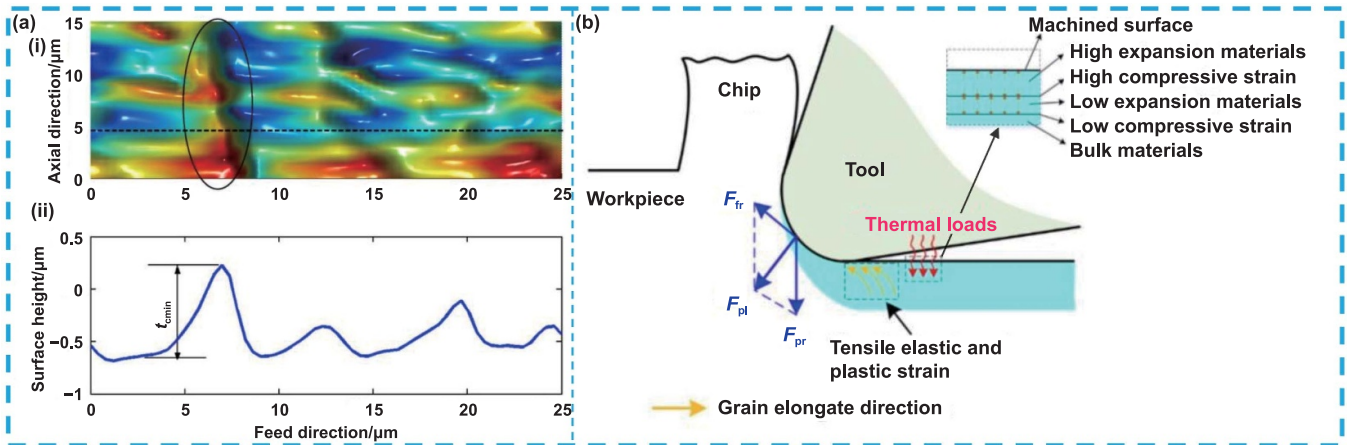 (a)
(i)
Axial direction/μm
15
10
5
0
0 5 10 15 20 25
(ii)
Surface height/μm
0.5
0
−0.5
−1
tcmin
0 5 10 15 20 25
Feed direction/μm
(b)
Chip
Workpiece
Tool
Thermal loads
Ffr
Fpl
Fpr
Machined surface
High expansion materials
High compressive strain
Low expansion materials
Low compressive strain
Bulk materials
Tensile elastic and
plastic strain
Grain elongate direction